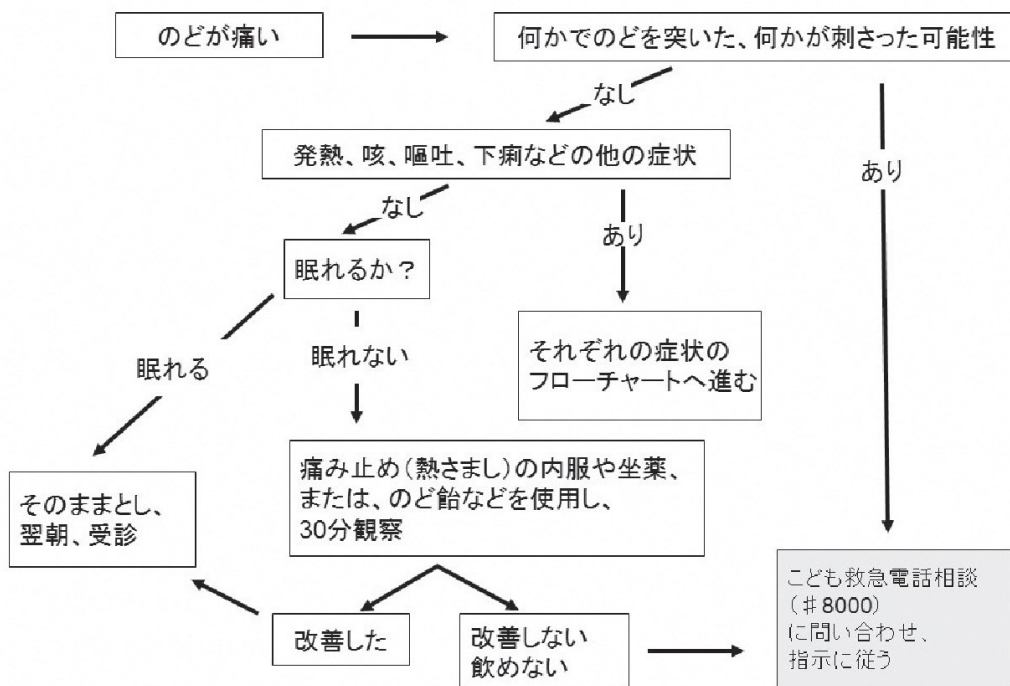 のどが痛い
何かでのどを突いた、何かが刺さった可能性
なし
あり
発熱、咳、嘔吐、下痢などの他の症状
なし
あり
眠れるか？
眠れる
眠れない
それぞれの症状の
フローチャートへ進む
そのままとし、
翌朝、受診
痛み止め（熱さまし）の内服や坐薬、
または、のど飴などを使用し、
30分観察
改善した
改善しない
飲めない
こども救急電話相談
（＃8000）
に問い合わせ、
指示に従う